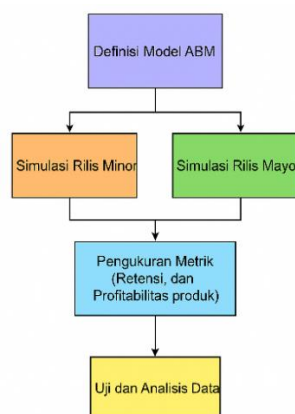 Definisi Model ABM
Simulasi Rilis Minor
Simulasi Rilis Mayo
Pengukuran Metrik
(Retensi, dan
Profitabilitas produk)
Uji dan Analisis Data